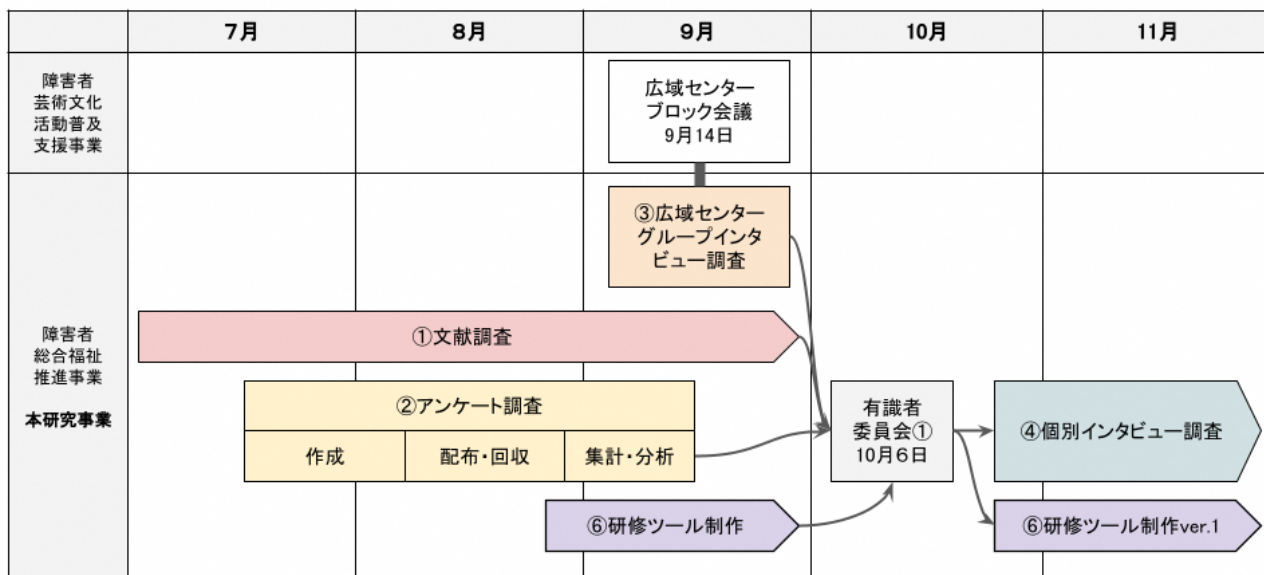 7月
8月
9月
10月
11月
障害者
芸術文化
活動普及
支援事業
広域センター
ブロック会議
9月14日
障害者
総合福祉
推進事業
本研究事業
③広域センター
グループインタ
ビュー調査
①文献調査
②アンケート調査
作成
配布・回収
集計・分析
⑥研修ツール制作
有識者
委員会①
10月6日
④個別インタビュー調査
⑥研修ツール制作ver.1